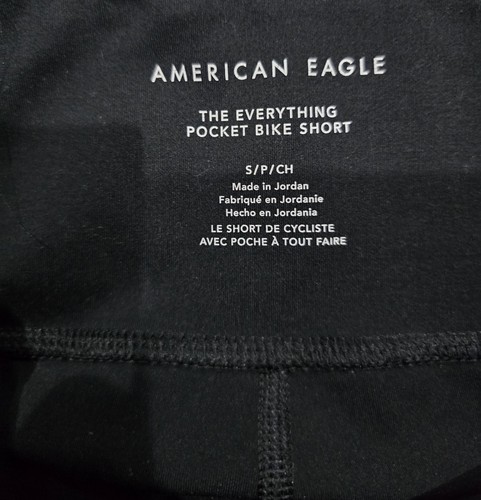 AMERICAN EAGLE
THE EVERYTHING
POCKET BIKE SHORT
S/P/CH
Made in Jordan
Fabriqué en Jordanie
Hecho en Jordania
LE SHORT DE CYCLISTE
AVEC POCHE À TOUT FAIRE